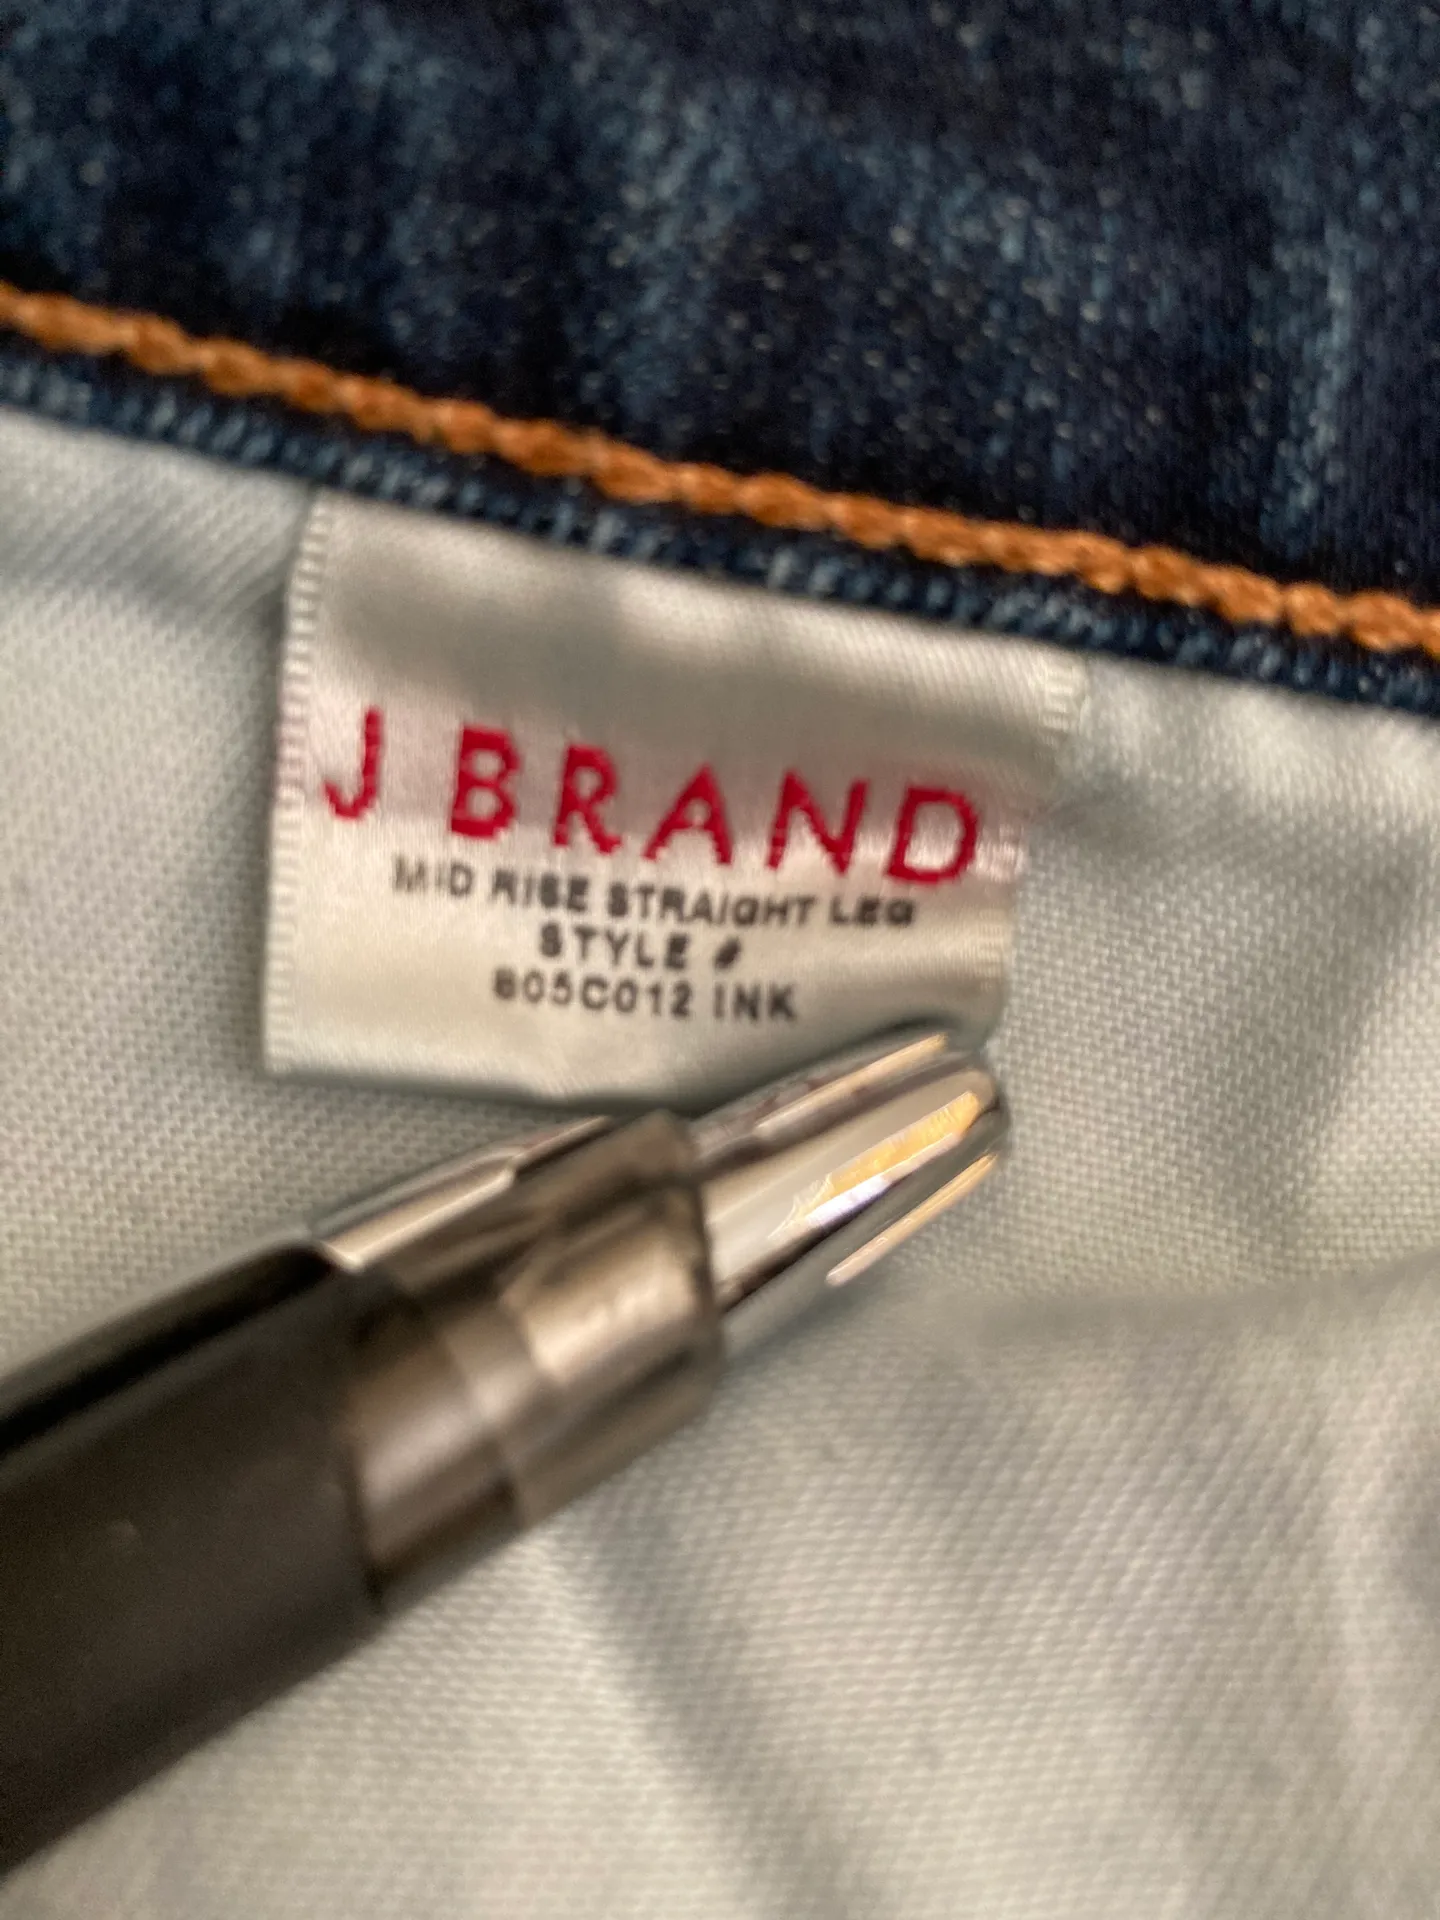 J BRAND
MID RISE STRAIGHT LEG
STYLE #
805C012 INK